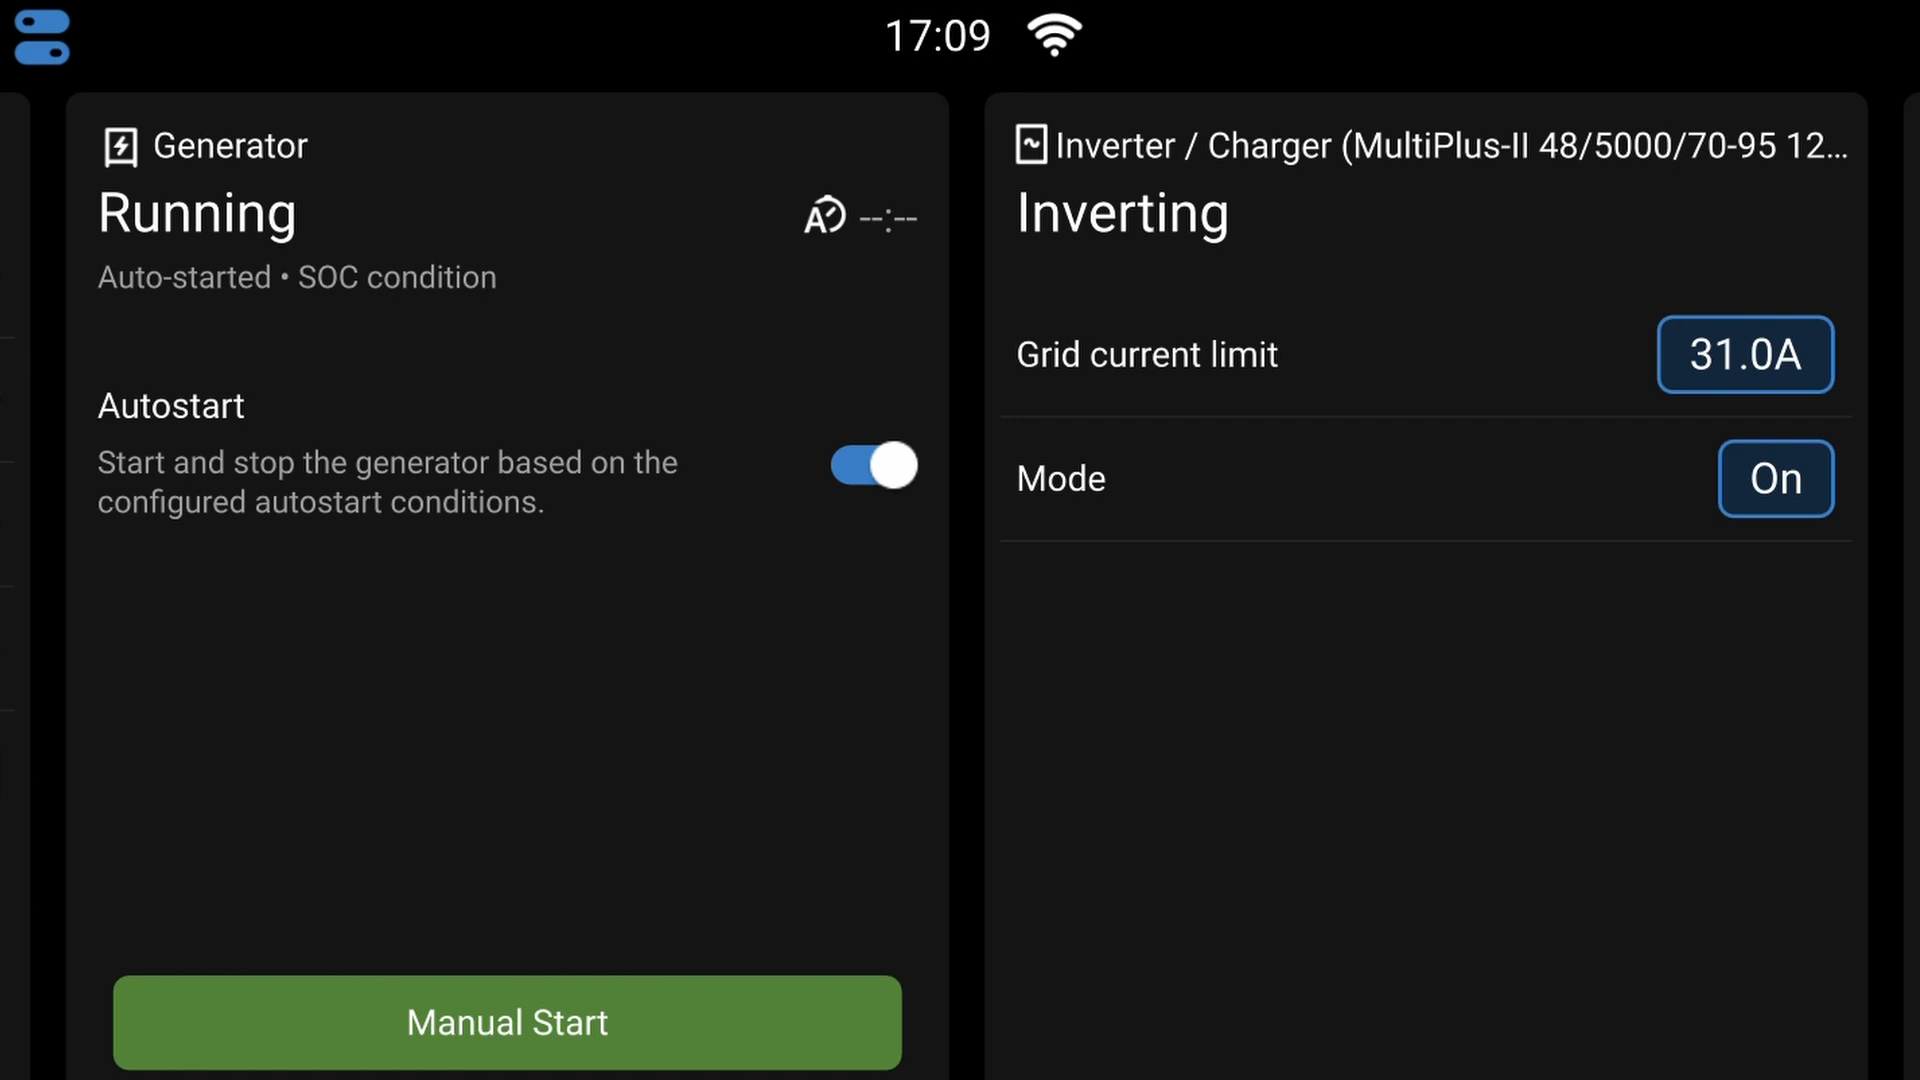 17:09
Generator
Running
--:--
Auto-started • SOC condition
Autostart
Start and stop the generator based on the
configured autostart conditions.
Manual Start
Inverter / Charger (MultiPlus-II 48/5000/70-95 12...
Inverting
Grid current limit
31.0A
Mode
On